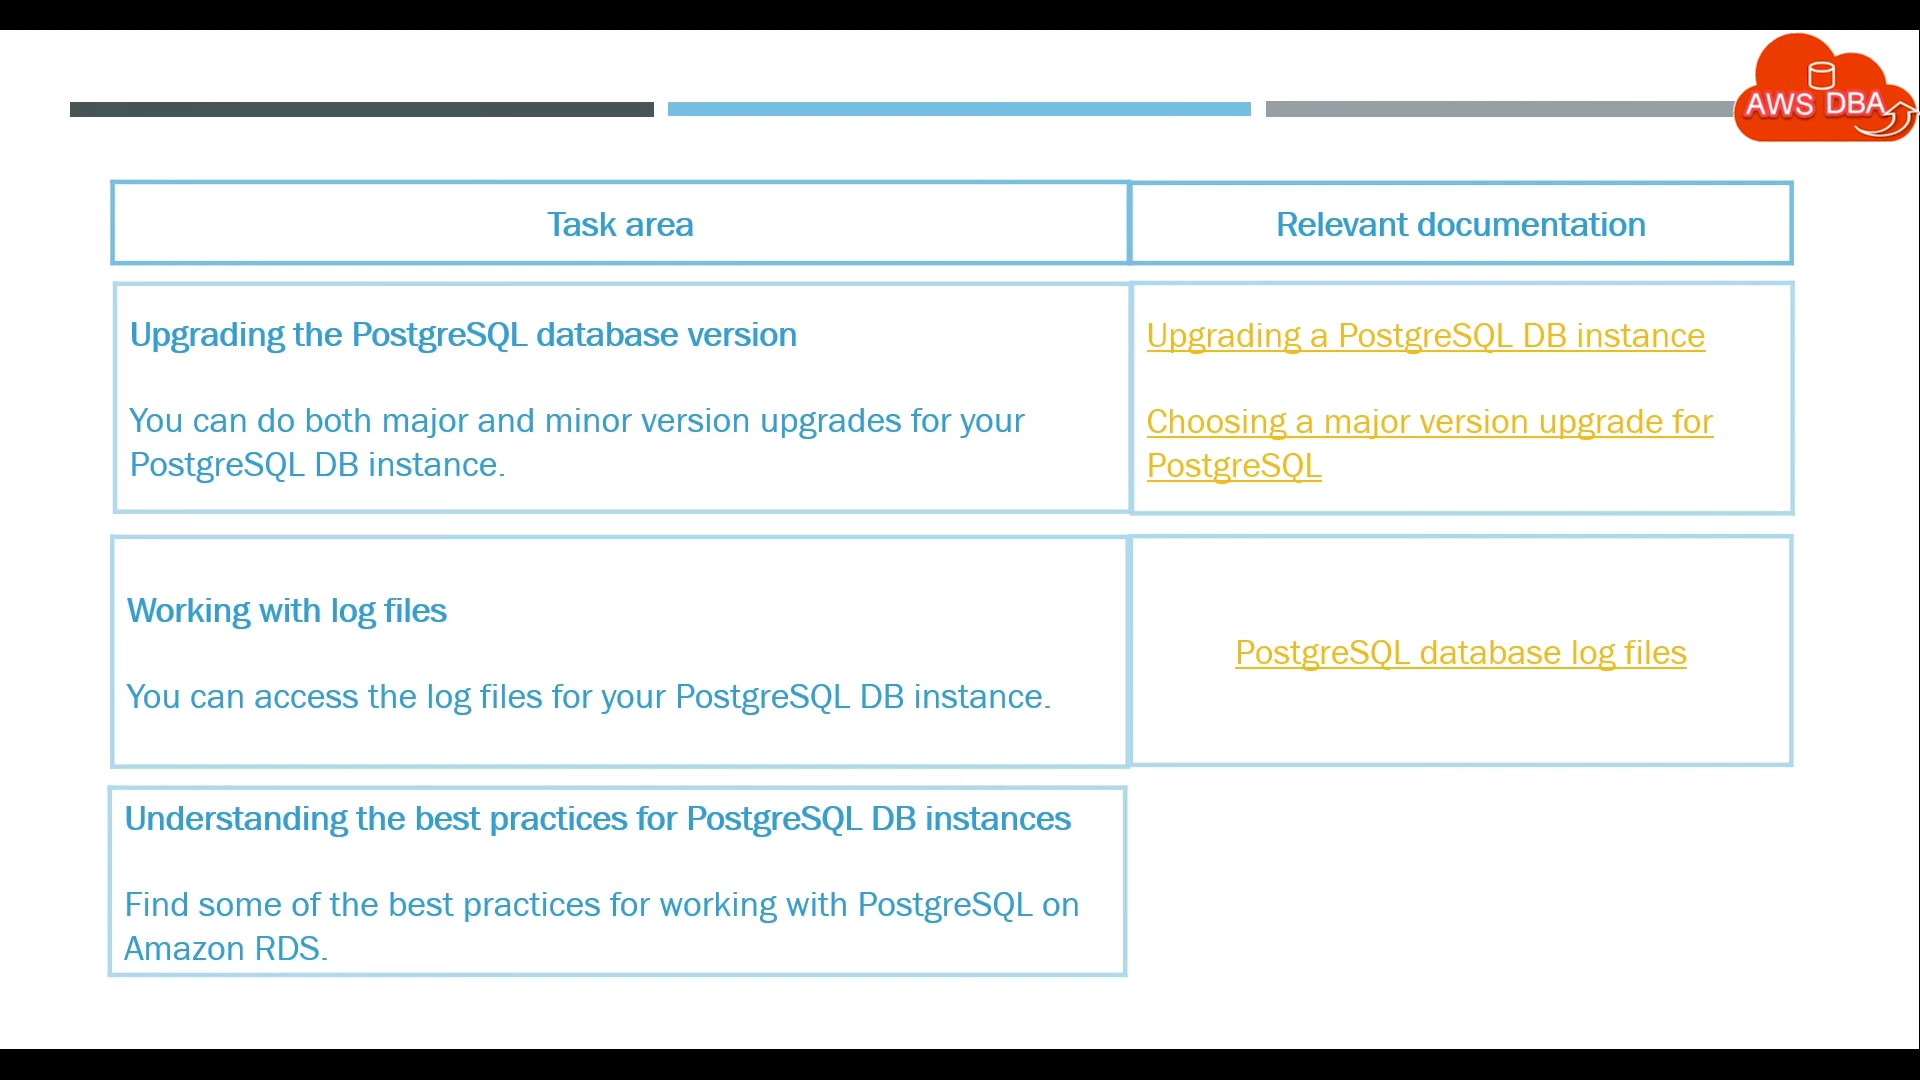 AWS DBA
Task area
Relevant documentation
Upgrading the PostgreSQL database version
You can do both major and minor version upgrades for your
PostgreSQL DB instance.
Upgrading a PostgreSQL DB instance
Choosing a major version upgrade for
PostgreSQL
Working with log files
You can access the log files for your PostgreSQL DB instance.
PostgreSQL database log files
Understanding the best practices for PostgreSQL DB instances
Find some of the best practices for working with PostgreSQL on
Amazon RDS.